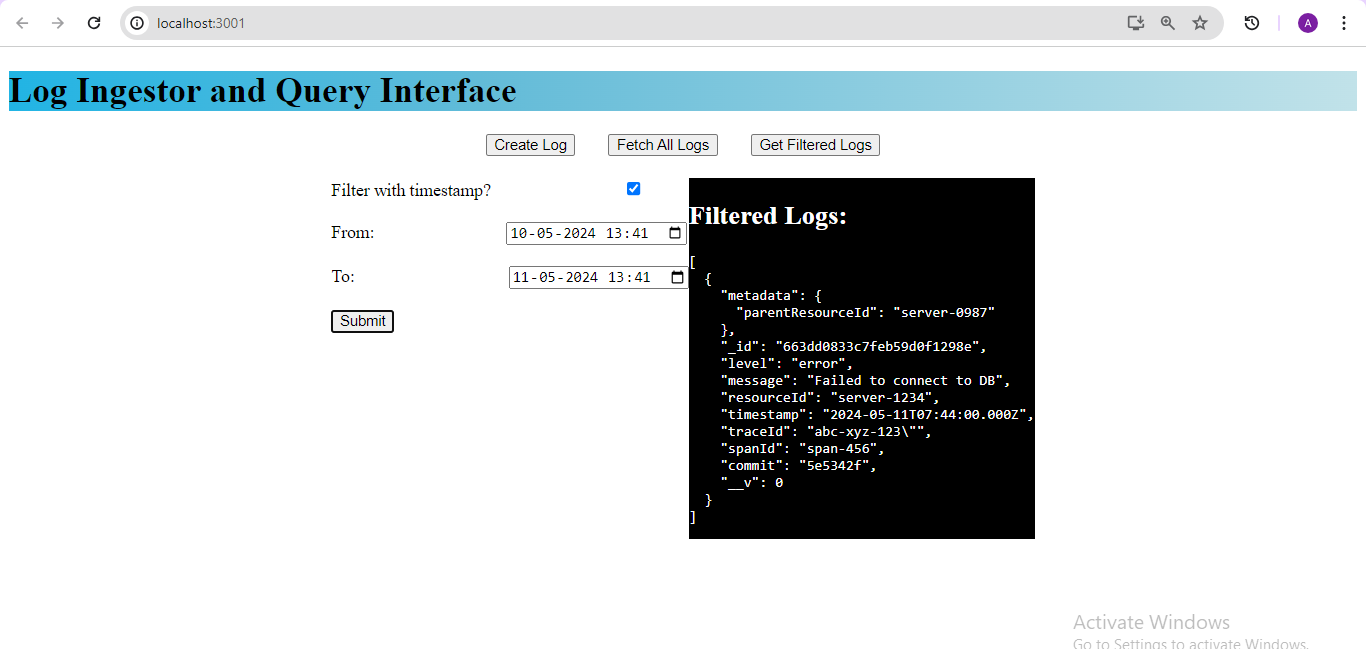 localhost:3001
A
Log Ingestor and Query Interface
Create Log Fetch All Logs Get Filtered Logs
Filter with timestamp?
From: 10-05-2024 13:41
To: 11-05-2024 13:41
Submit
Filtered Logs:
[
  {
    "metadata": {
      "parentResourceId": "server-0987"
    },
    "_id": "663dd0833c7feb59d0f1298e",
    "level": "error",
    "message": "Failed to connect to DB",
    "resourceId": "server-1234",
    "timestamp": "2024-05-11T07:44:00.000Z",
    "traceId": "abc-xyz-123\"",
    "spanId": "span-456",
    "commit": "5e5342f",
    "__v": 0
  }
]
Activate Windows
Go to Settings to activate Windows.